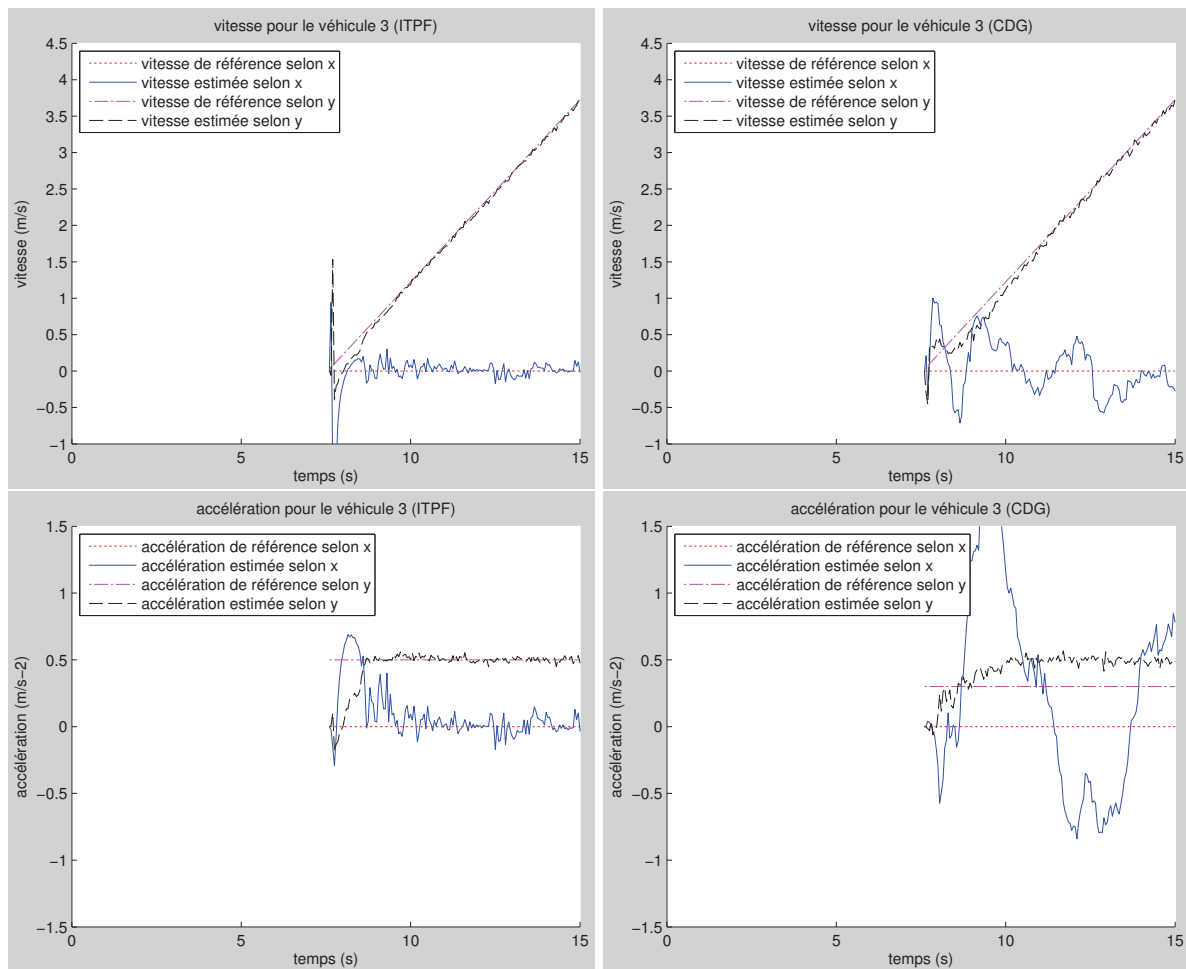 vitesse pour le véhicule 3 (ITPF)
4.5
4
3.5
3
2.5
2
1.5
1
0.5
0
−0.5
−1
vitesse (m/s)
vitesse de référence selon x
vitesse estimée selon x
vitesse de référence selon y
vitesse estimée selon y
0
5
10
15
temps (s)
vitesse pour le véhicule 3 (CDG)
4.5
4
3.5
3
2.5
2
1.5
1
0.5
0
−0.5
−1
vitesse (m/s)
vitesse de référence selon x
vitesse estimée selon x
vitesse de référence selon y
vitesse estimée selon y
0
5
10
15
temps (s)
accélération pour le véhicule 3 (ITPF)
1.5
1
0.5
0
−0.5
−1
−1.5
accélération (m/s−2)
accélération de référence selon x
accélération estimée selon x
accélération de référence selon y
accélération estimée selon y
0
5
10
15
temps (s)
accélération pour le véhicule 3 (CDG)
1.5
1
0.5
0
−0.5
−1
−1.5
accélération (m/s−2)
accélération de référence selon x
accélération estimée selon x
accélération de référence selon y
accélération estimée selon y
0
5
10
15
temps (s)